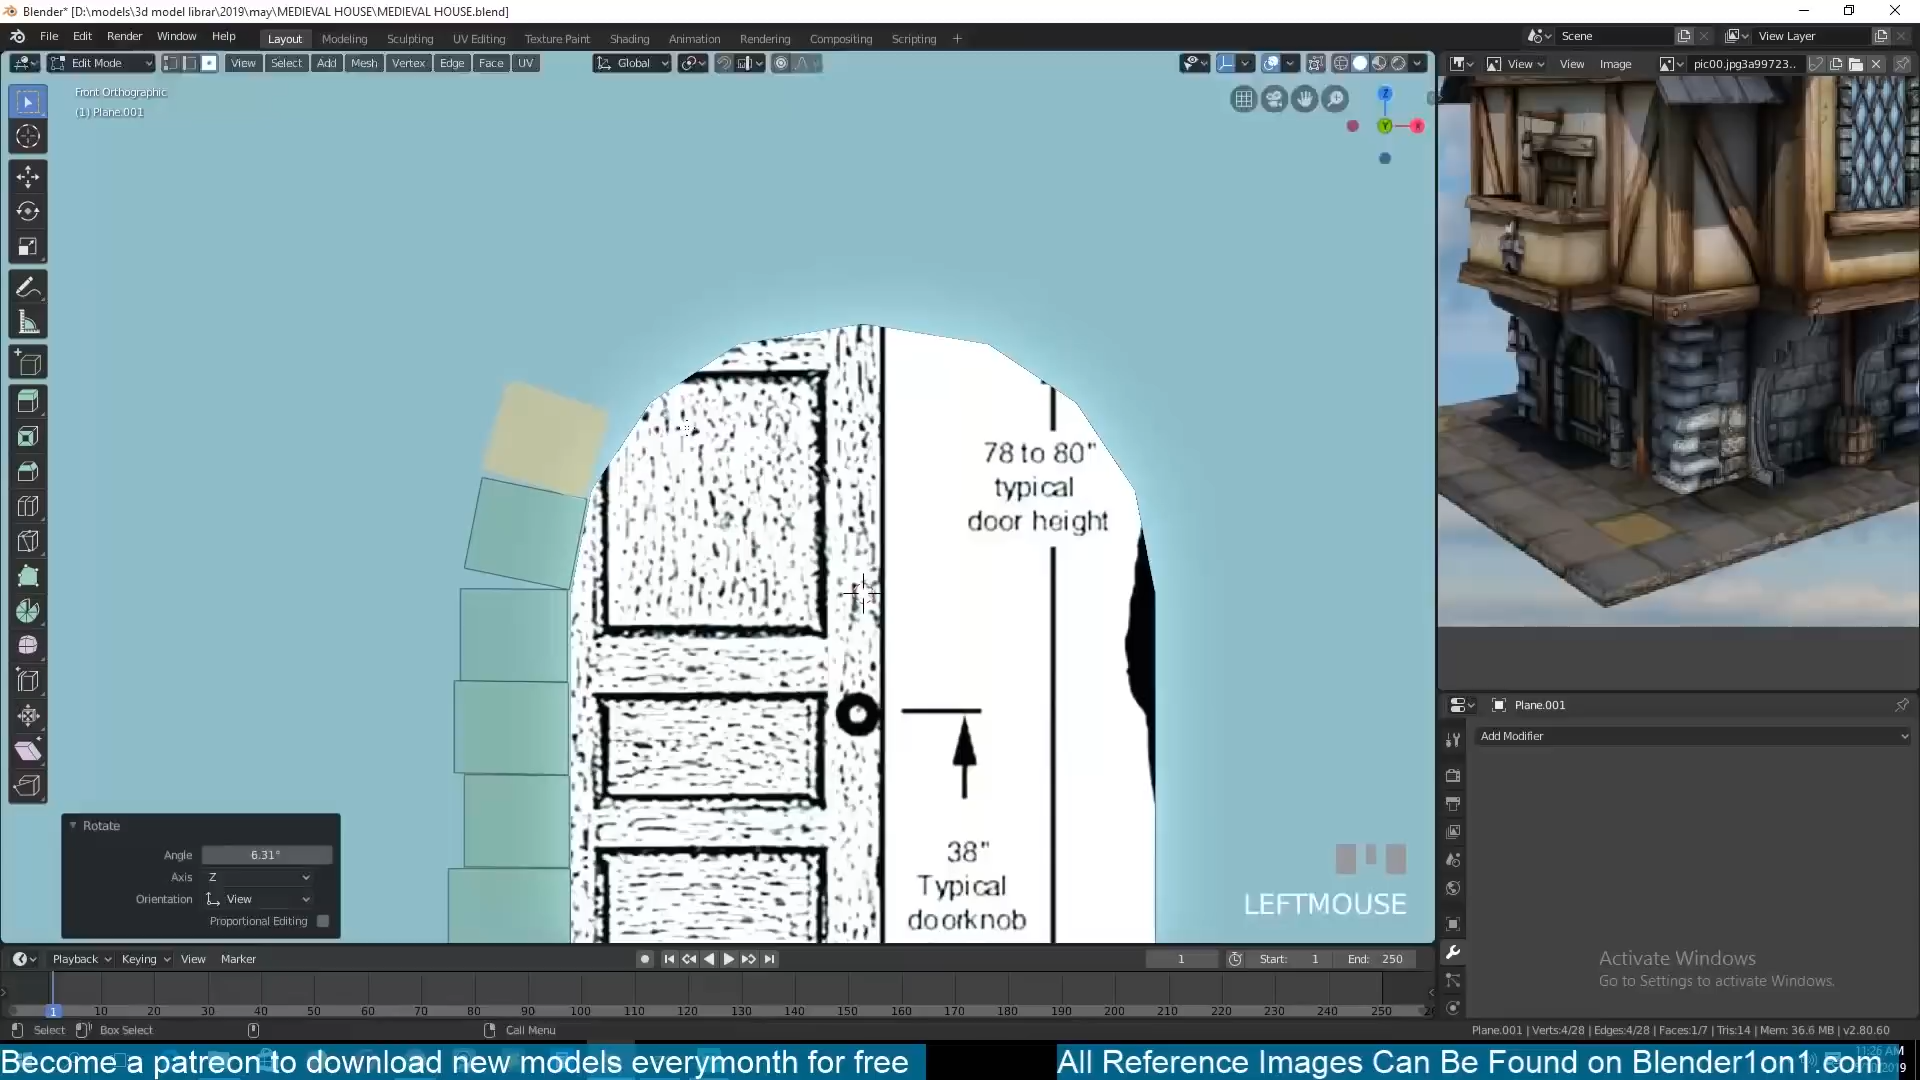 Blender* [D:\models\3d model librar\2019\may\MEDIEVAL HOUSE\MEDIEVAL HOUSE.blend]
File Edit Render Window Help
Layout Modeling Sculpting UV Editing Texture Paint Shading Animation Rendering Compositing Scripting +
Scene
View Layer
Edit Mode View Select Add Mesh Vertex Edge Face UV
Global
View View Image pic00.jpg3a99723..
Front Orthographic
(1) Plane.001
Z
Y
X
78 to 80"
typical
door height
38"
Typical
doorknob
LEFTMOUSE
Rotate
Angle 6.31°
Axis Z
Orientation View
Proportional Editing
Plane.001
Add Modifier
Activate Windows
Go to Settings to activate Windows.
Playback Keying View Marker
1 Start: 1 End: 250
1 10 20 30 40 50 60 70 80 90 100 110 120 130 140 150 160 170 180 190 200 210 220 230 240 250
Select Box Select Call Menu
Plane.001 | Verts:4/28 | Edges:4/28 | Faces:1/7 | Tris:14 | Mem: 36.6 MB | v2.80.60
Become a patreon to download new models everymonth for free
All Reference Images Can Be Found on Blender1on1.com
11:26 AM